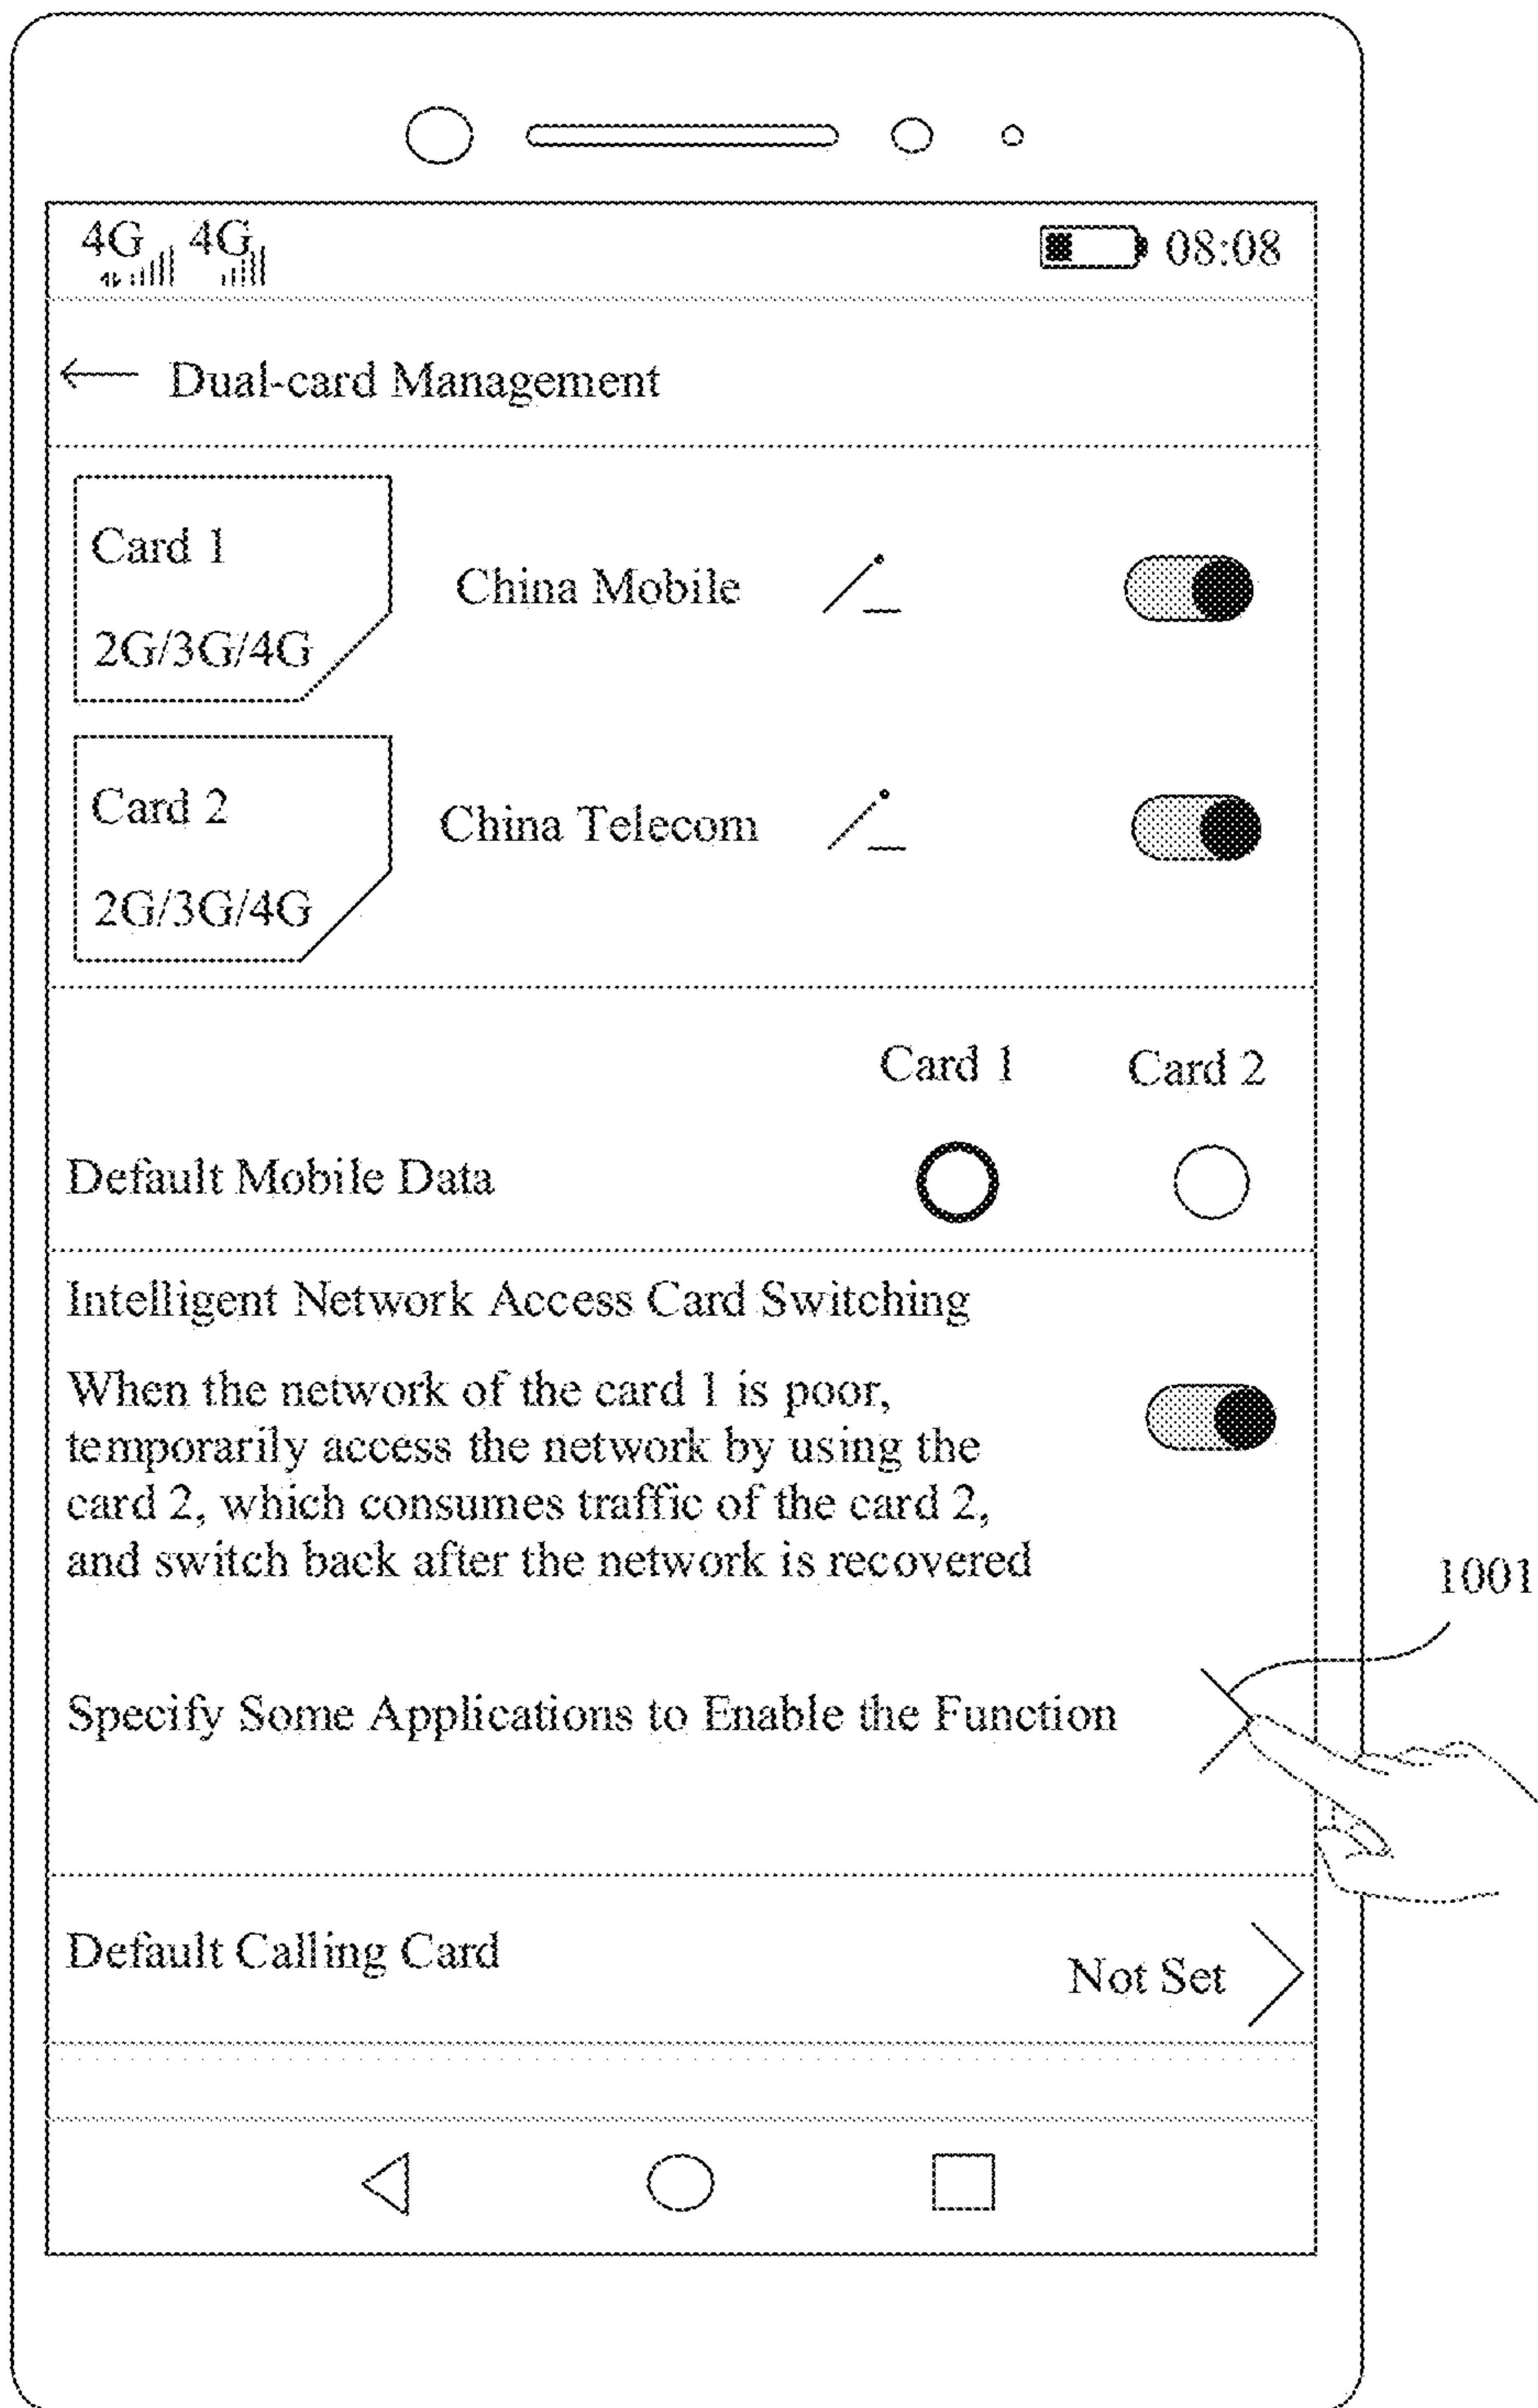 4G 4G 08:08
Dual-card Management
Card 1
China Mobile
2G/3G/4G
Card 2
China Telecom
2G/3G/4G
Card 1 Card 2
Default Mobile Data
Intelligent Network Access Card Switching
When the network of the card 1 is poor,
temporarily access the network by using the
card 2, which consumes traffic of the card 2,
and switch back after the network is recovered
1001
Specify Some Applications to Enable the Function
Default Calling Card
Not Set